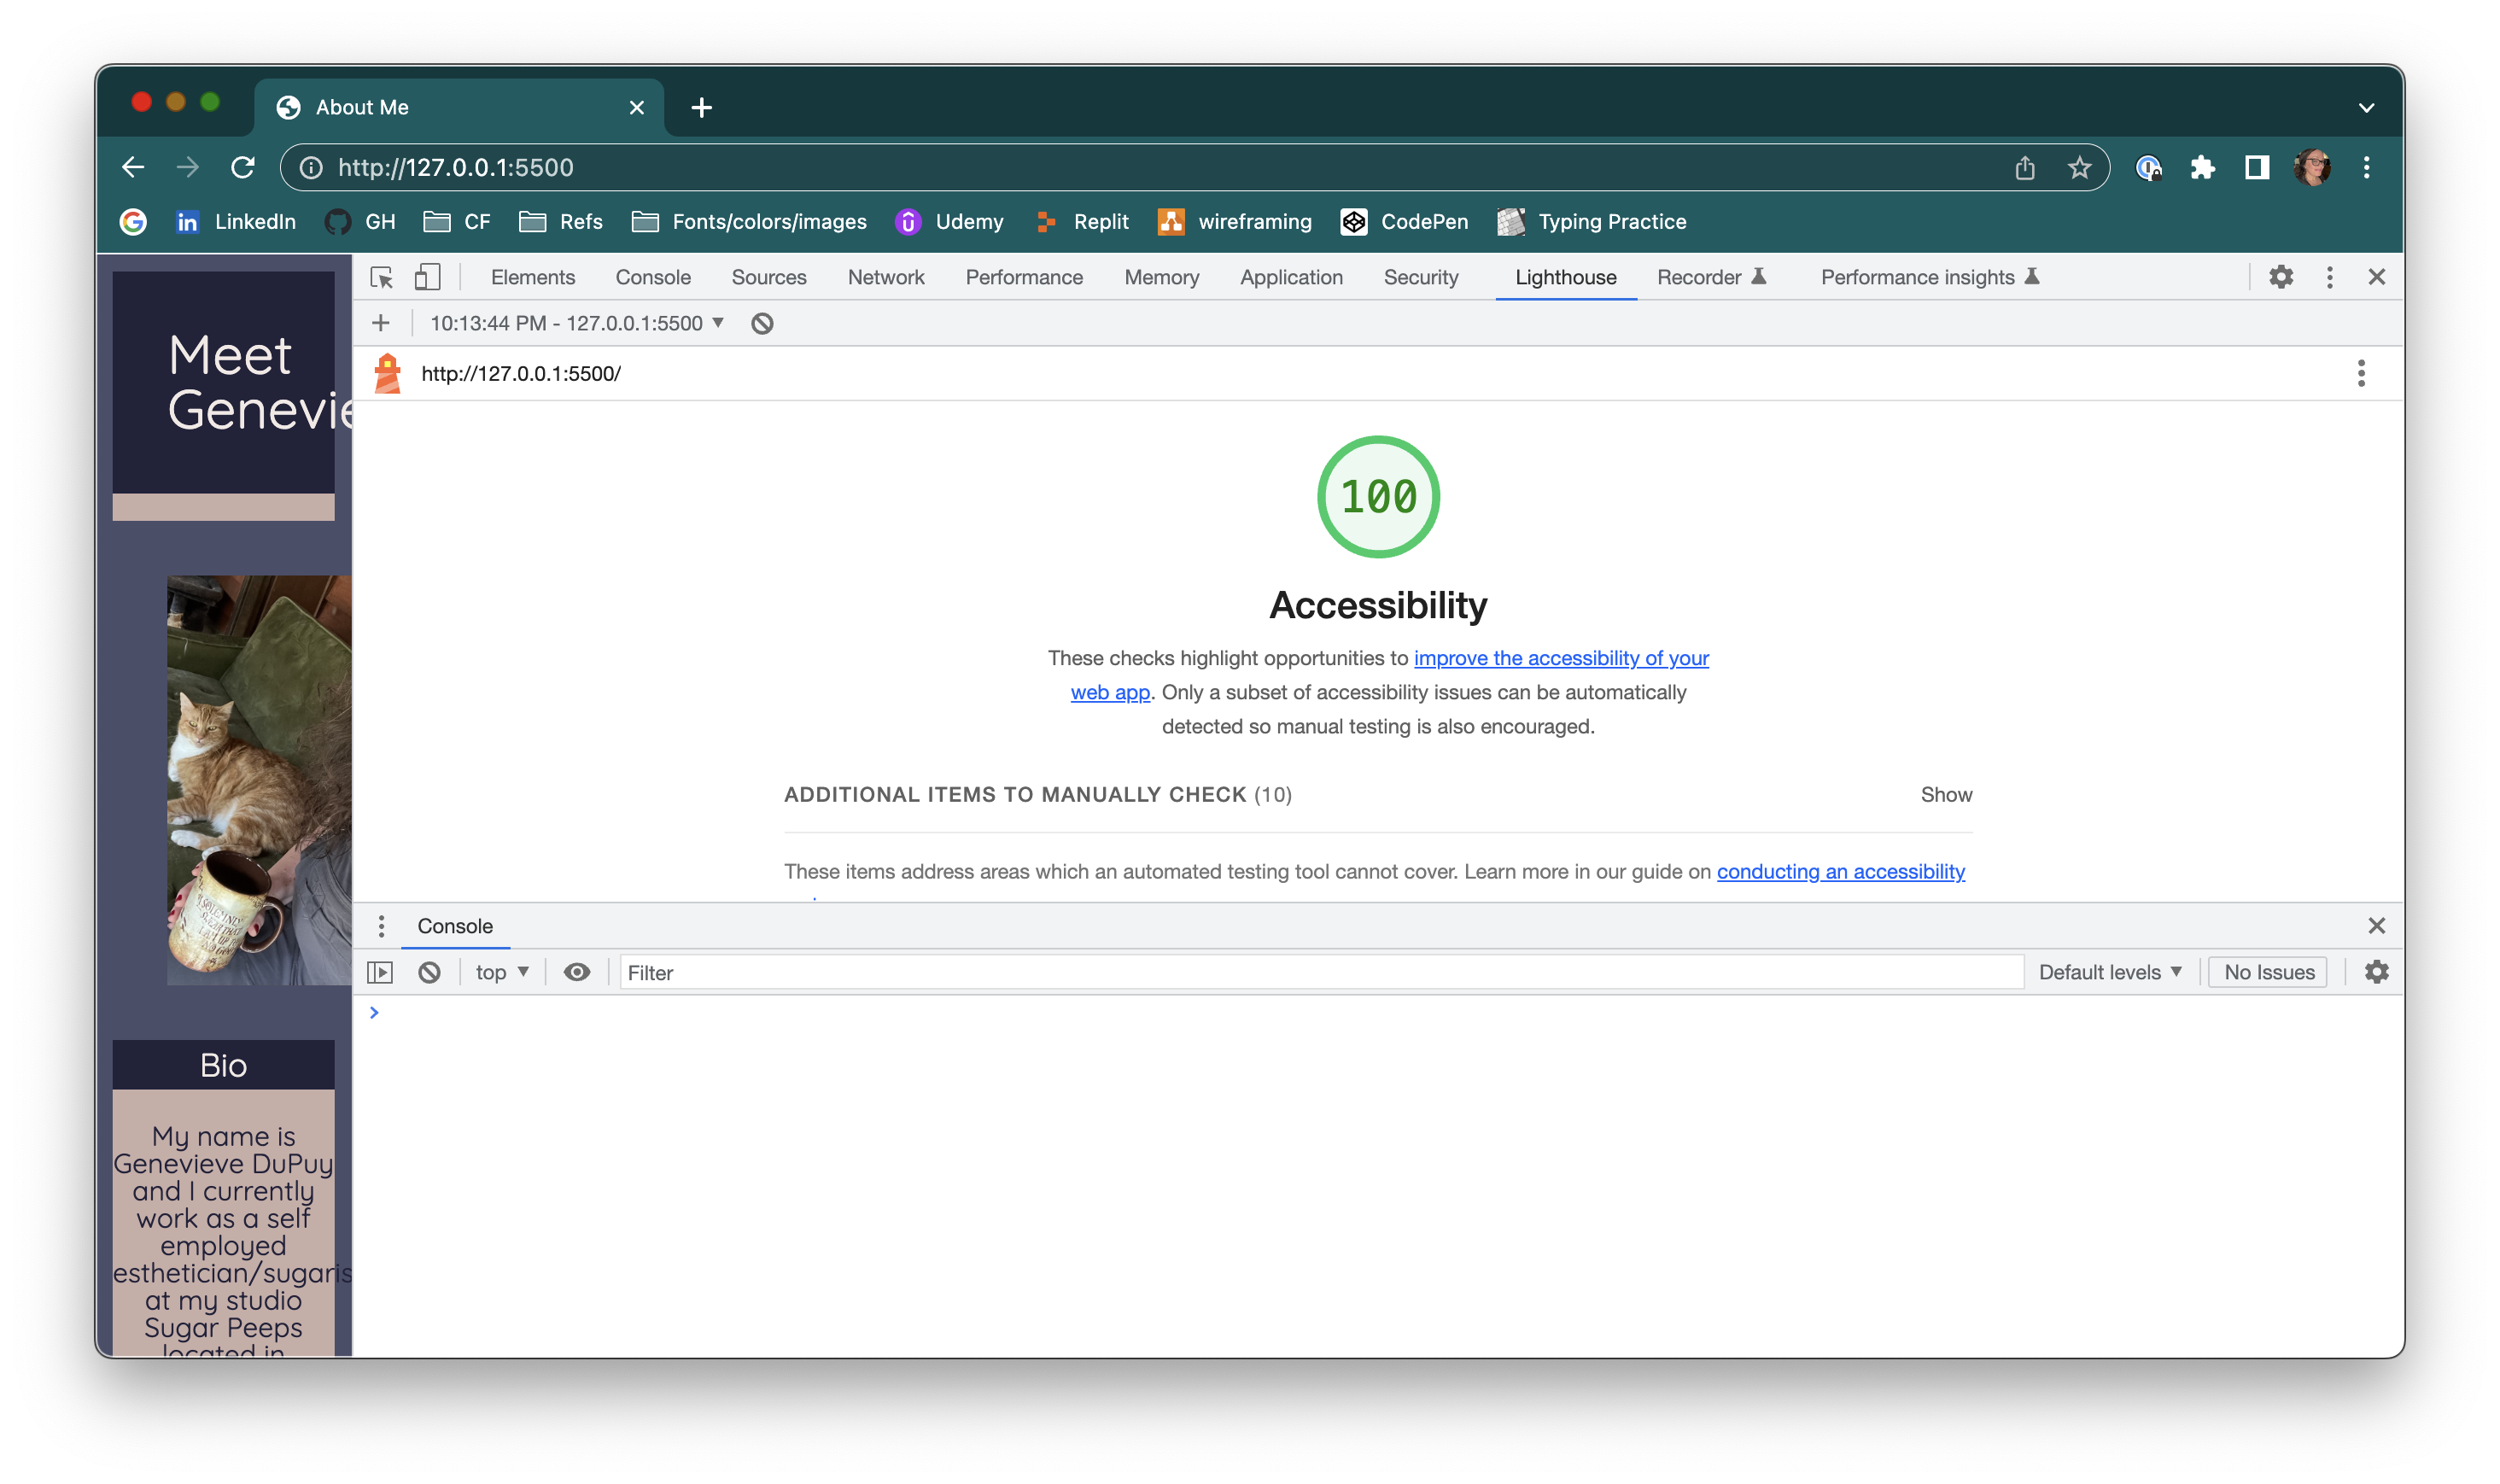 About Me
http://127.0.0.1:5500
LinkedIn GH CF Refs Fonts/colors/images Udemy Replit wireframing CodePen Typing Practice
Meet
Genevie
Bio
My name is
Genevieve DuPuy
and I currently
work as a self
employed
esthetician/sugaris
at my studio
Sugar Peeps
located in
Elements Console Sources Network Performance Memory Application Security Lighthouse Recorder Performance insights
10:13:44 PM - 127.0.0.1:5500
http://127.0.0.1:5500/
100
Accessibility
These checks highlight opportunities to improve the accessibility of your
web app. Only a subset of accessibility issues can be automatically
detected so manual testing is also encouraged.
ADDITIONAL ITEMS TO MANUALLY CHECK (10) Show
These items address areas which an automated testing tool cannot cover. Learn more in our guide on conducting an accessibility
Console
top Filter Default levels No Issues